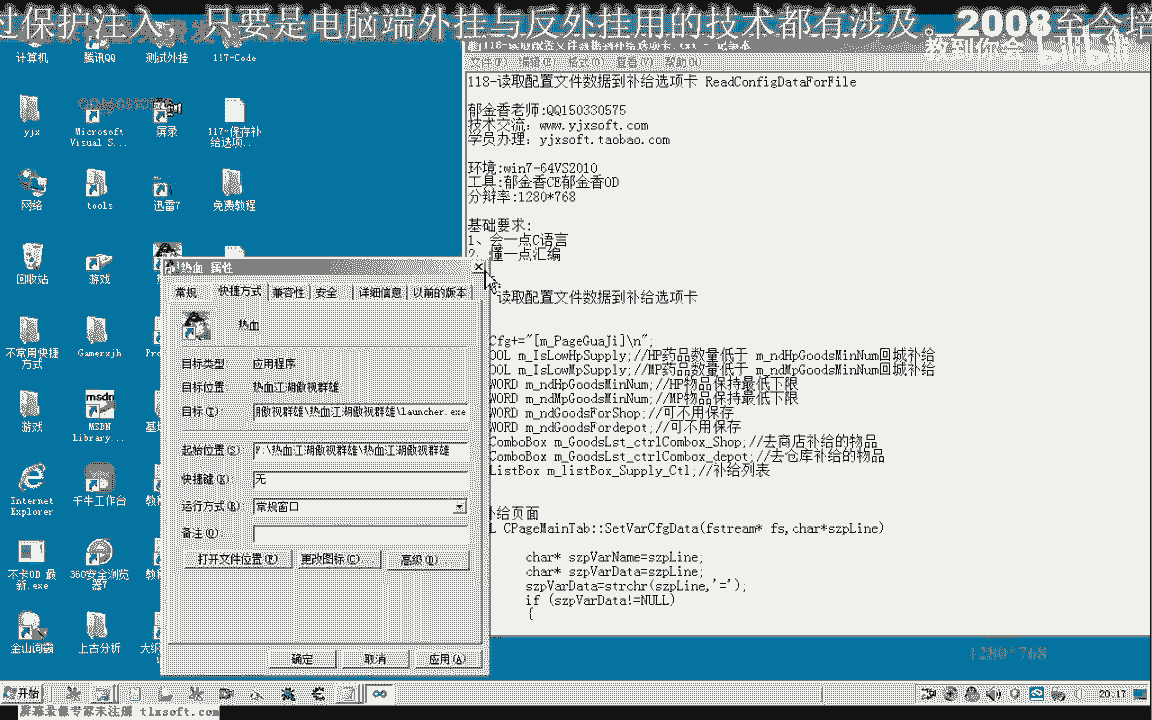 过保护注入， 只要是电脑端外挂与反外挂用的技术都有涉及。2008至今培
教到你会
bilibili
计算机
腾讯QQ
测试外挂
117-Code
yjx
Microsoft Visual S...
屏录
117-保存补给选项...
网络
tools
迅雷7
免费教程
回收站
游戏
不常用快捷方式
Gamerxjh
游戏
MSDN Library...
Internet Explorer
千牛工作台
不卡OD 最新.exe
360安全浏览器7
金山词霸
上古分析
热血 属性
常规
快捷方式
兼容性
安全
详细信息
以前的版本
热血
目标类型:
应用程序
目标位置:
热血江湖傲视群雄
目标(T):
胡傲视群雄\热血江湖傲视群雄\launcher.exe
起始位置(S):
F:\热血江湖傲视群雄\热血江湖傲视群雄
快捷键(K):
无
运行方式(R):
常规窗口
备注(O):
打开文件位置(F)
更改图标(C)...
高级(D)...
确定
取消
应用(A)
文件(F) 编辑(E) 格式(O) 查看(V) 帮助(H)
118-读取配置文件数据到补给选项卡 ReadConfigDataForFile
郁金香老师:QQ150330575
技术交流: www.yjxsoft.com
学员办理: yjxsoft.taobao.com
环境:win7-64VS2010
工具:郁金香CE郁金香OD
分辩率:1280*768
基础要求:
1、会一点C语言
2、懂一点汇编
读取配置文件数据到补给选项卡
Cfg+="[m_PageGuaJi]\n";
OOL m_IsLowHpSupply;//HP药品数量低于 m_ndHpGoodsMinNum回城补给
OOL m_IsLowMpSupply;//MP药品数量低于 m_ndMpGoodsMinNum回城补给
WORD m_ndHpGoodsMinNum;//HP物品保持最低下限
WORD m_ndMpGoodsMinNum;//MP物品保持最低下限
WORD m_ndGoodsForShop;//可不用保存
WORD m_ndGoodsFordepot;//可不用保存
ComboBox m_GoodsLst_ctrlCombox_Shop;//去商店补给的物品
ComboBox m_GoodsLst_ctrlCombox_depot;//去仓库补给的物品
ListBox m_listBox_Supply_Ctl;//补给列表
给页面
L CPageMainTab::SetVarCfgData(fstream* fs,char*szpLine)
char* szpVarName=szpLine;
char* szpVarData=szpLine;
szpVarData=strchr(szpLine,'=');
if (szpVarData!=NULL)
{
1280*768
开始
20:17
屏幕录像专家未注册 tlxsoft.com